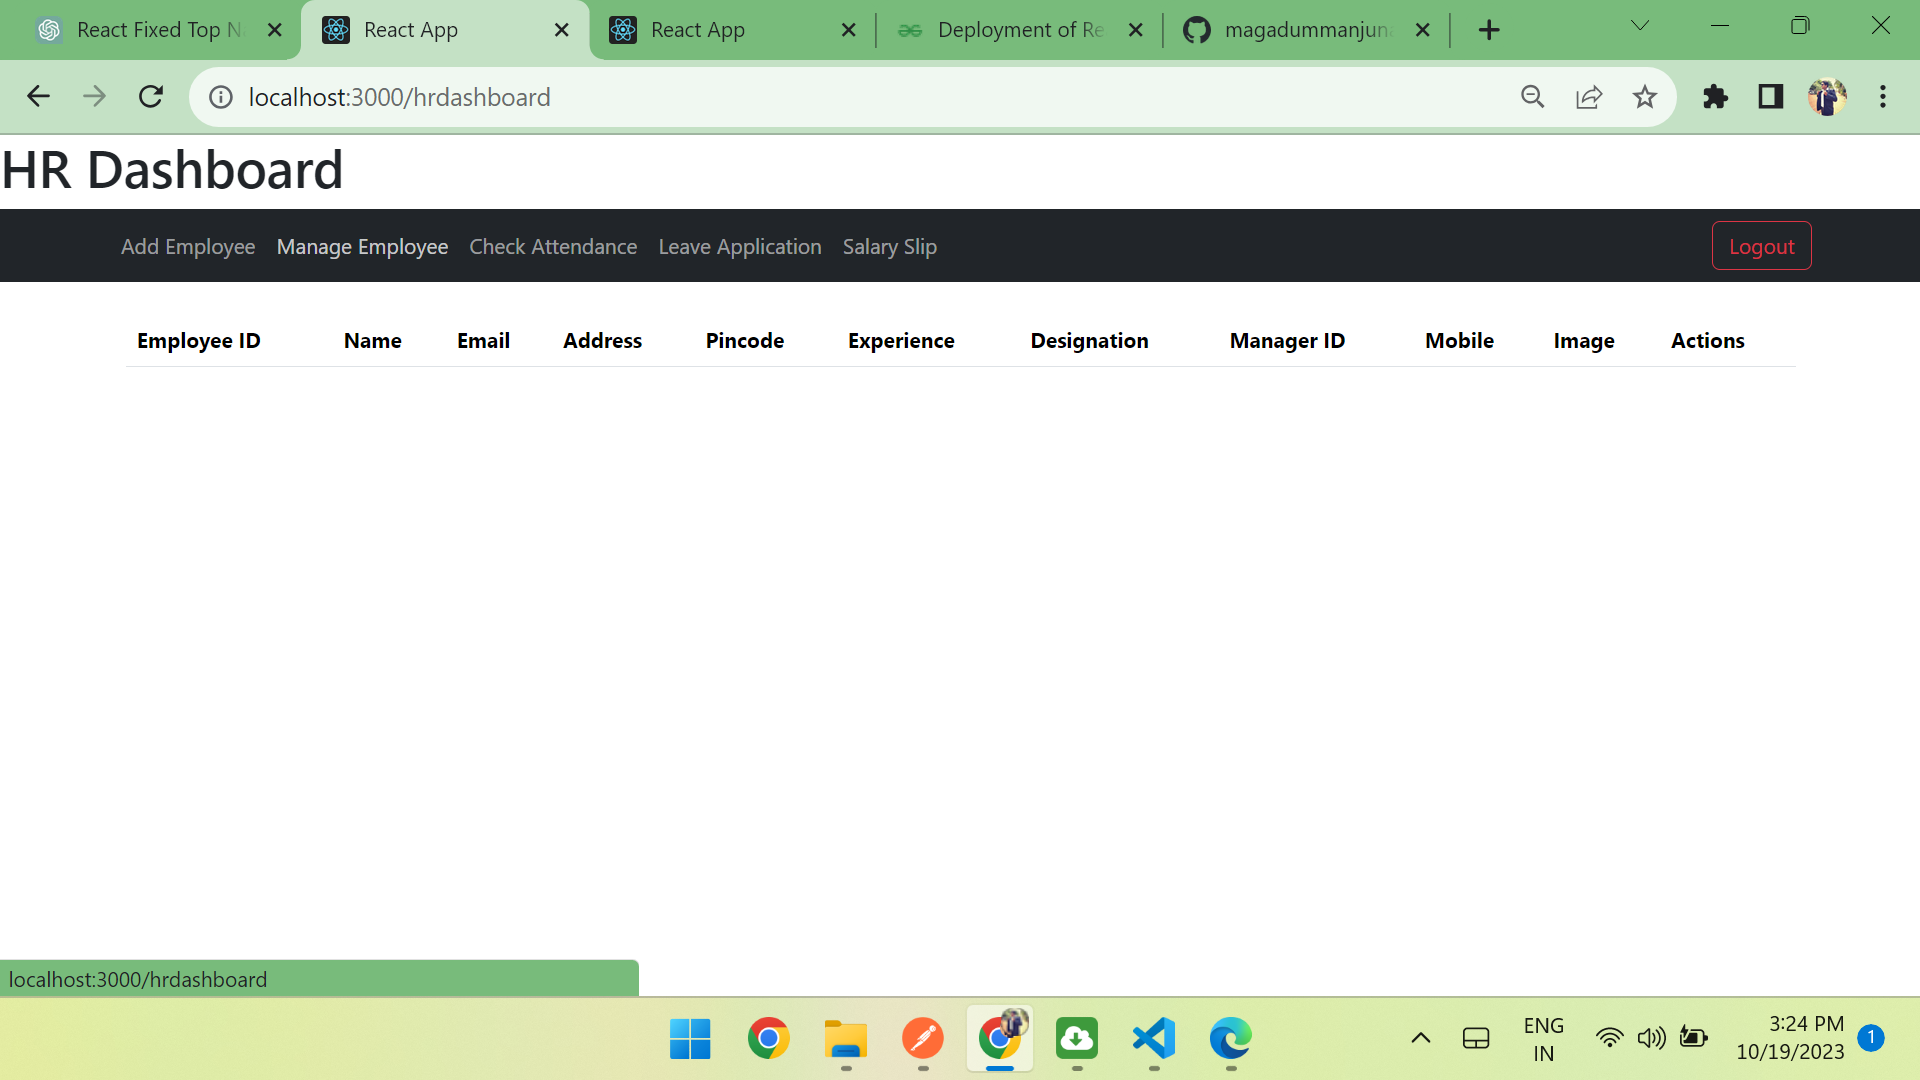 React Fixed Top N
React App
React App
Deployment of Re
magadummanjuna
localhost:3000/hrdashboard
HR Dashboard
Add Employee Manage Employee Check Attendance Leave Application Salary Slip Logout
Employee ID Name Email Address Pincode Experience Designation Manager ID Mobile Image Actions
localhost:3000/hrdashboard
ENG
IN
3:24 PM
10/19/2023
1